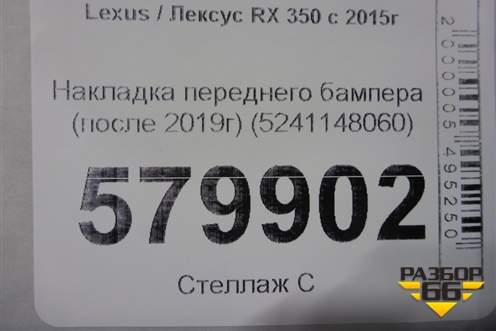 Lexus / Лексус RX 350 с 2015г
Накладка переднего бампера
(после 2019г) (5241148060)
579902
Стеллаж С
2000005495250
РАЗБОР
66